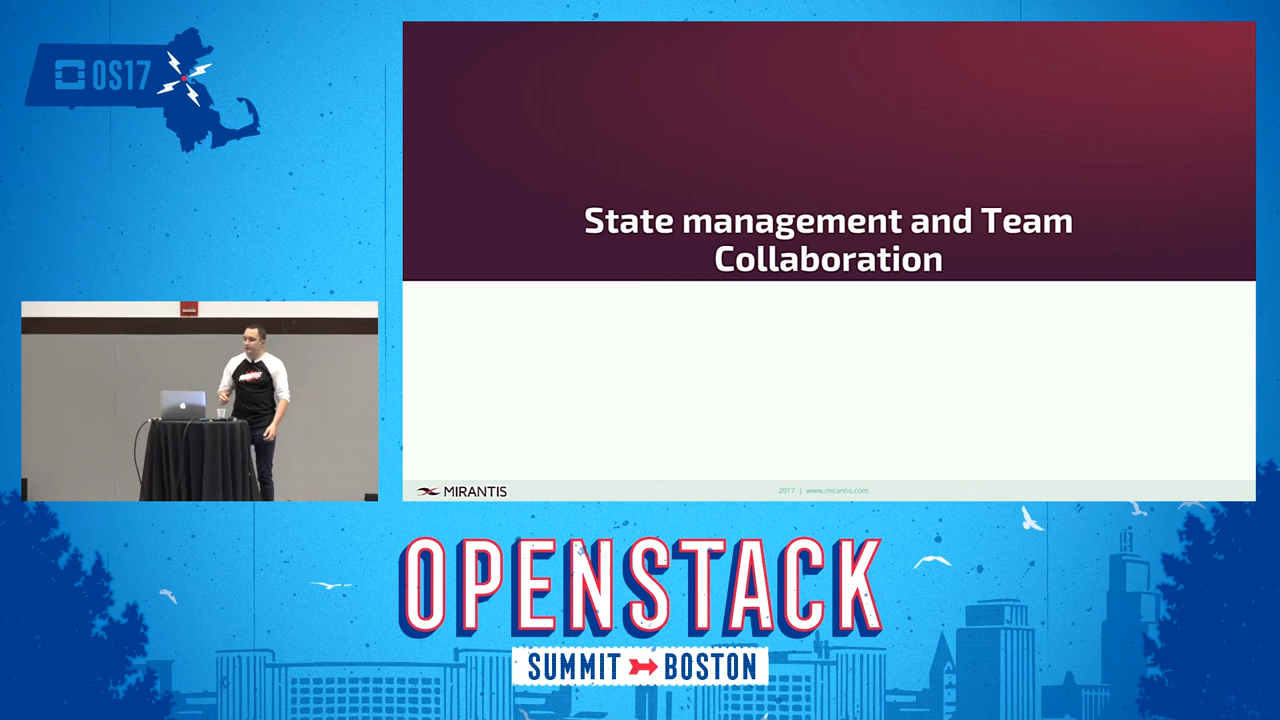 OS17
State management and Team
Collaboration
MIRANTIS
2017 | www.mirantis.com
OPENSTACK
SUMMIT BOSTON